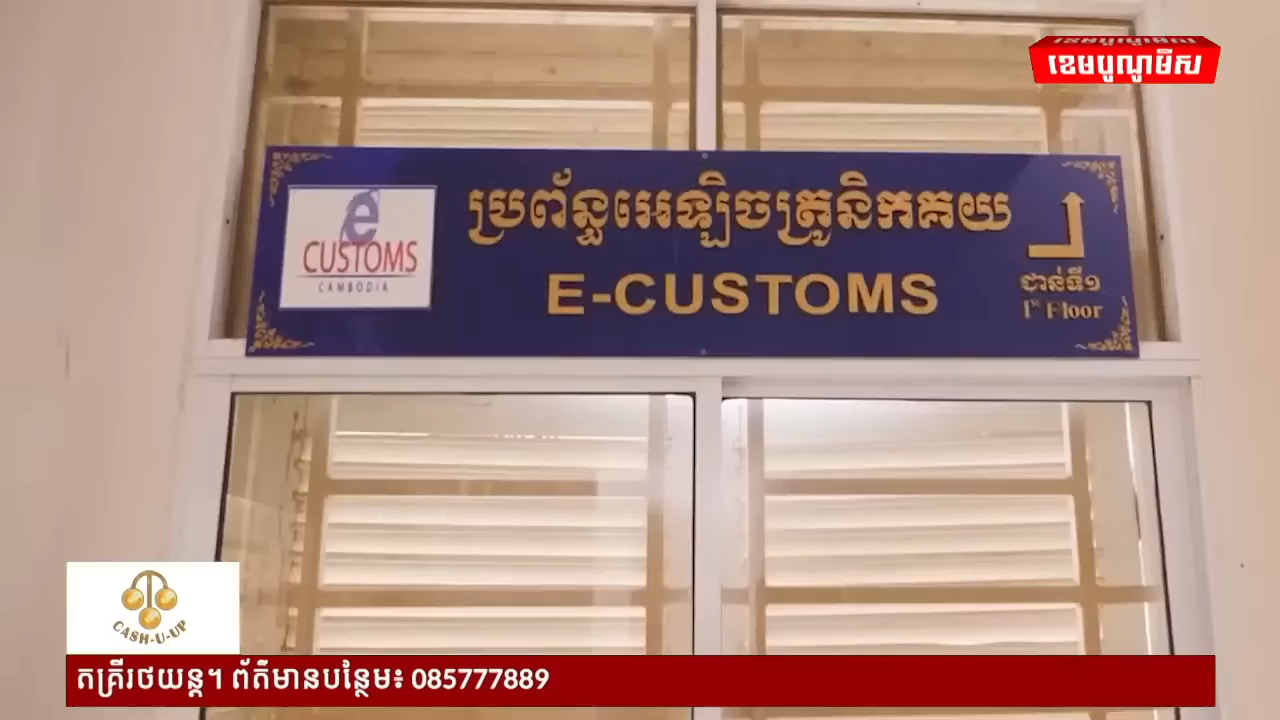 ខេមបូណូមិស
ប្រព័ន្ធអេឡិចត្រូនិកគយ
E-CUSTOMS
e
CUSTOMS
CAMBODIA
ជាន់ទី១
1st Floor
CASH-U-UP
តគ្រីរថយន្ត។ ព័ត៌មានបន្ថែម៖ 085777889